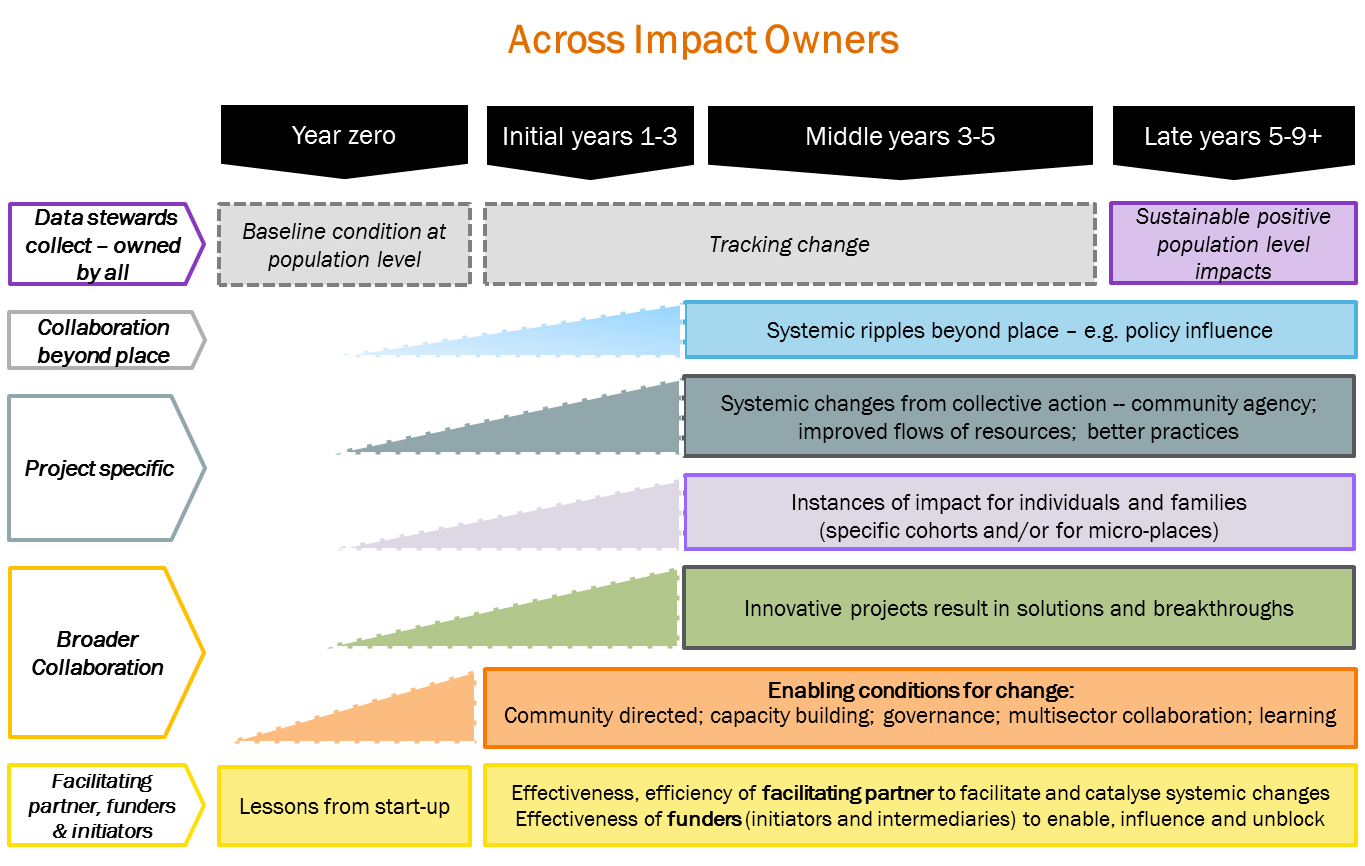 Across Impact Owners
Year zero
Initial years 1-3
Middle years 3-5
Late years 5-9+
Data stewards
collect – owned
by all
Baseline condition at
population level
Tracking change
Sustainable positive
population level
impacts
Collaboration
beyond place
Systemic ripples beyond place – e.g. policy influence
Project specific
Systemic changes from collective action -- community agency;
improved flows of resources; better practices
Instances of impact for individuals and families
(specific cohorts and/or for micro-places)
Broader
Collaboration
Innovative projects result in solutions and breakthroughs
Enabling conditions for change:
Community directed; capacity building; governance; multisector collaboration; learning
Facilitating
partner, funders
& initiators
Lessons from start-up
Effectiveness, efficiency of facilitating partner to facilitate and catalyse systemic changes
Effectiveness of funders (initiators and intermediaries) to enable, influence and unblock